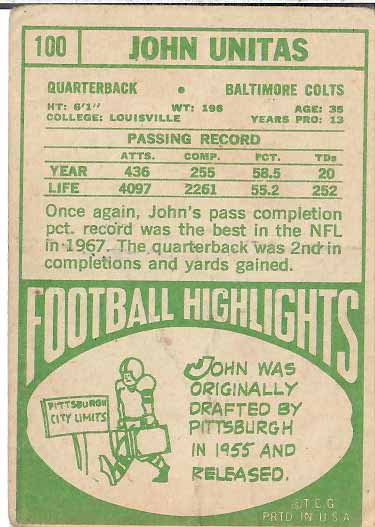 100 JOHN UNITAS
QUARTERBACK • BALTIMORE COLTS
HT: 6'1" WT: 196 AGE: 35
COLLEGE: LOUISVILLE YEARS PRO: 13
PASSING RECORD
ATTS. COMP. PCT. TDs
YEAR 436 255 58.5 20
LIFE 4097 2261 55.2 252
Once again, John's pass completion
pct. record was the best in the NFL
in 1967. The quarterback was 2nd in
completions and yards gained.
FOOTBALL HIGHLIGHTS
PITTSBURGH
CITY LIMITS
JOHN WAS
ORIGINALLY
DRAFTED BY
PITTSBURGH
IN 1955 AND
RELEASED.
© T.C.G.
PRTD. IN U.S.A.